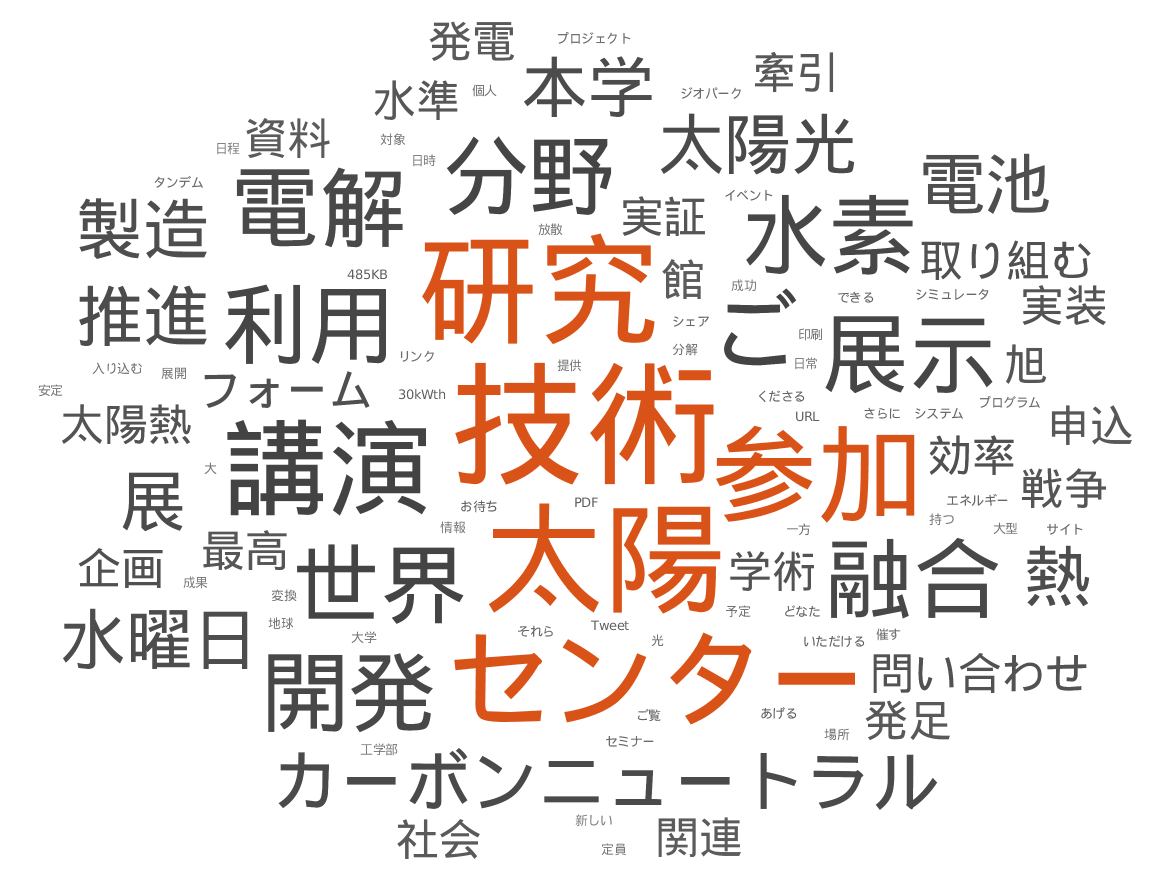 発電
プロジェクト
本学
牽引
水準
個人
ジオパーク
資料
日程
対象
日時
分野
太陽光
電池
タンデム
電解
製造
イベント
実証
水素
放散
取り組む
研究
館
485KB
成功
できる
シミュレータ
実装
推進
利用
シェア
ご
印刷
展示
リンク
分解
日常
旭
入り込む
展開
提供
安定
フォーム
30kWth
技術
くださる
URL
さらに
システム
プログラム
太陽熱
申込
講演
参加
効率
大
戦争
展
お待ち
PDF
エネルギー
情報
一方
持つ
大型
サイト
最高
太陽
企画
成果
世界
学術
融合
熱
変換
予定
どなた
水曜日
地球
大学
それら
Tweet
光
いただける
催す
開発
センター
問い合わせ
ご覧
あげる
発足
工学部
セミナー
場所
カーボンニュートラル
社会
新しい
関連
定員